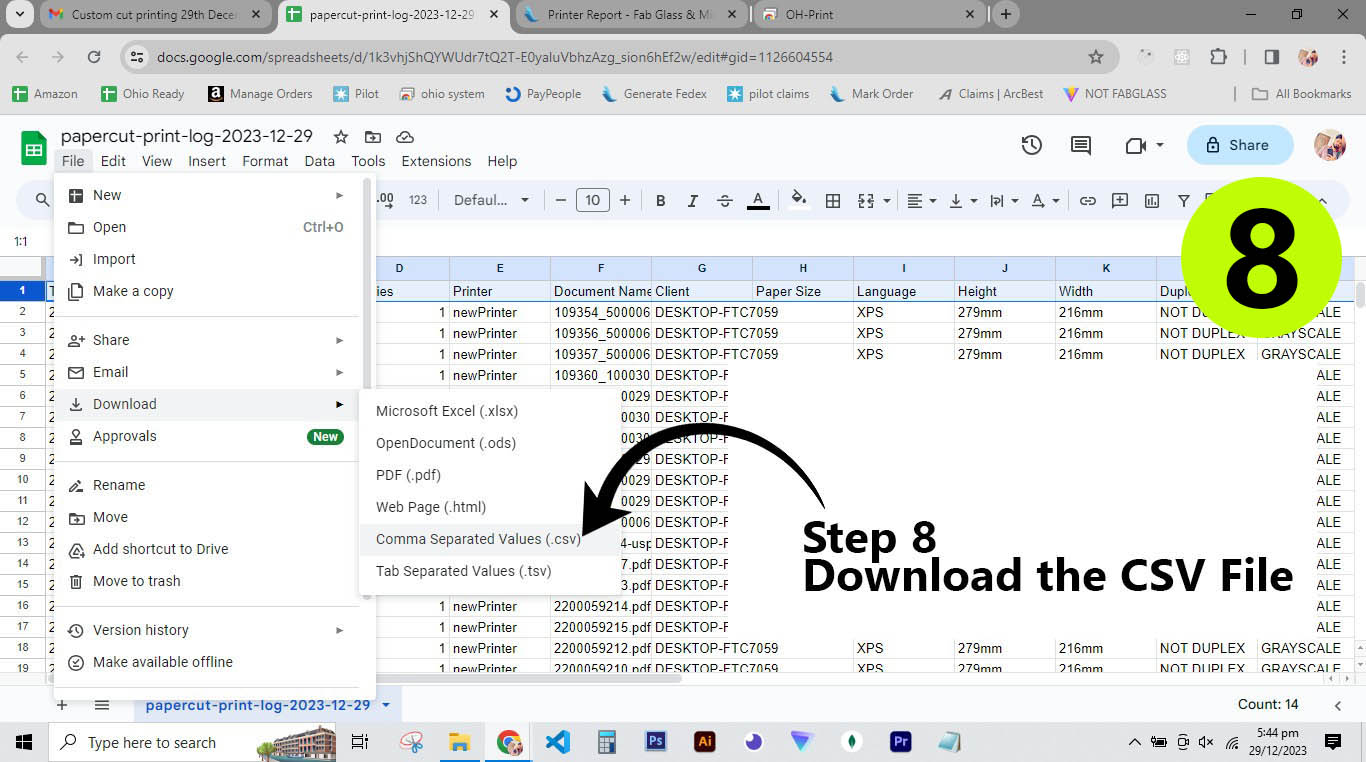 Custom cut printing 29th Dece
papercut-print-log-2023-12-29
Printer Report - Fab Glass & Mi
OH-Print
docs.google.com/spreadsheets/d/1k3vhjShQYWUdr7tQ2T-E0yaluVbhzAzg_sion6hEf2w/edit#gid=1126604554
Amazon Ohio Ready Manage Orders Pilot ohio system PayPeople Generate Fedex pilot claims Mark Order Claims | ArcBest NOT FABGLASS All Bookmarks
papercut-print-log-2023-12-29
File Edit View Insert Format Data Tools Extensions Help
Share
.00 123 Defaul... 10 B I A
1:1
8
D E F G H I J K
1 ies Printer Document Name Client Paper Size Language Height Width Duple
2 1 newPrinter 109354_500006 DESKTOP-FTC7059 XPS 279mm 216mm NOT DUPLEX ALE
3 1 newPrinter 109356_500006 DESKTOP-FTC7059 XPS 279mm 216mm NOT DUPLEX ALE
4 1 newPrinter 109357_500006 DESKTOP-FTC7059 XPS 279mm 216mm NOT DUPLEX GRAYSCALE
5 1 newPrinter 109360_100030 DESKTOP-F ALE
6 0029 DESKTOP-F ALE
7 0030 DESKTOP-F ALE
8 0030 DESKTOP-F ALE
9 29 DESKTOP-F ALE
10 0029 DESKTOP-F ALE
11 0030 DESKTOP-F ALE
12 0006 DESKTOP-F ALE
13 4-usp DESKTOP-F ALE
14 7.pdf DESKTOP-F ALE
15 3.pdf DESKTOP-F ALE
16 1 newPrinter 2200059214.pdf DESKTOP-F ALE
17 1 newPrinter 2200059215.pdf DESKTOP-F ALE
18 1 newPrinter 2200059212.pdf DESKTOP-FTC7059 XPS 279mm 216mm NOT DUPLEX GRAYSCALE
19 1 newPrinter 2200059210.pdf DESKTOP-FTC7059 XPS 279mm 216mm NOT DUPLEX GRAYSCALE
New
Open Ctrl+O
Import
Make a copy
Share
Email
Download
Approvals New
Rename
Move
Add shortcut to Drive
Move to trash
Version history
Make available offline
Microsoft Excel (.xlsx)
OpenDocument (.ods)
PDF (.pdf)
Web Page (.html)
Comma Separated Values (.csv)
Tab Separated Values (.tsv)
Step 8
Download the CSV File
papercut-print-log-2023-12-29
Count: 14
Type here to search
Ps Ai Pr
5:44 pm
29/12/2023